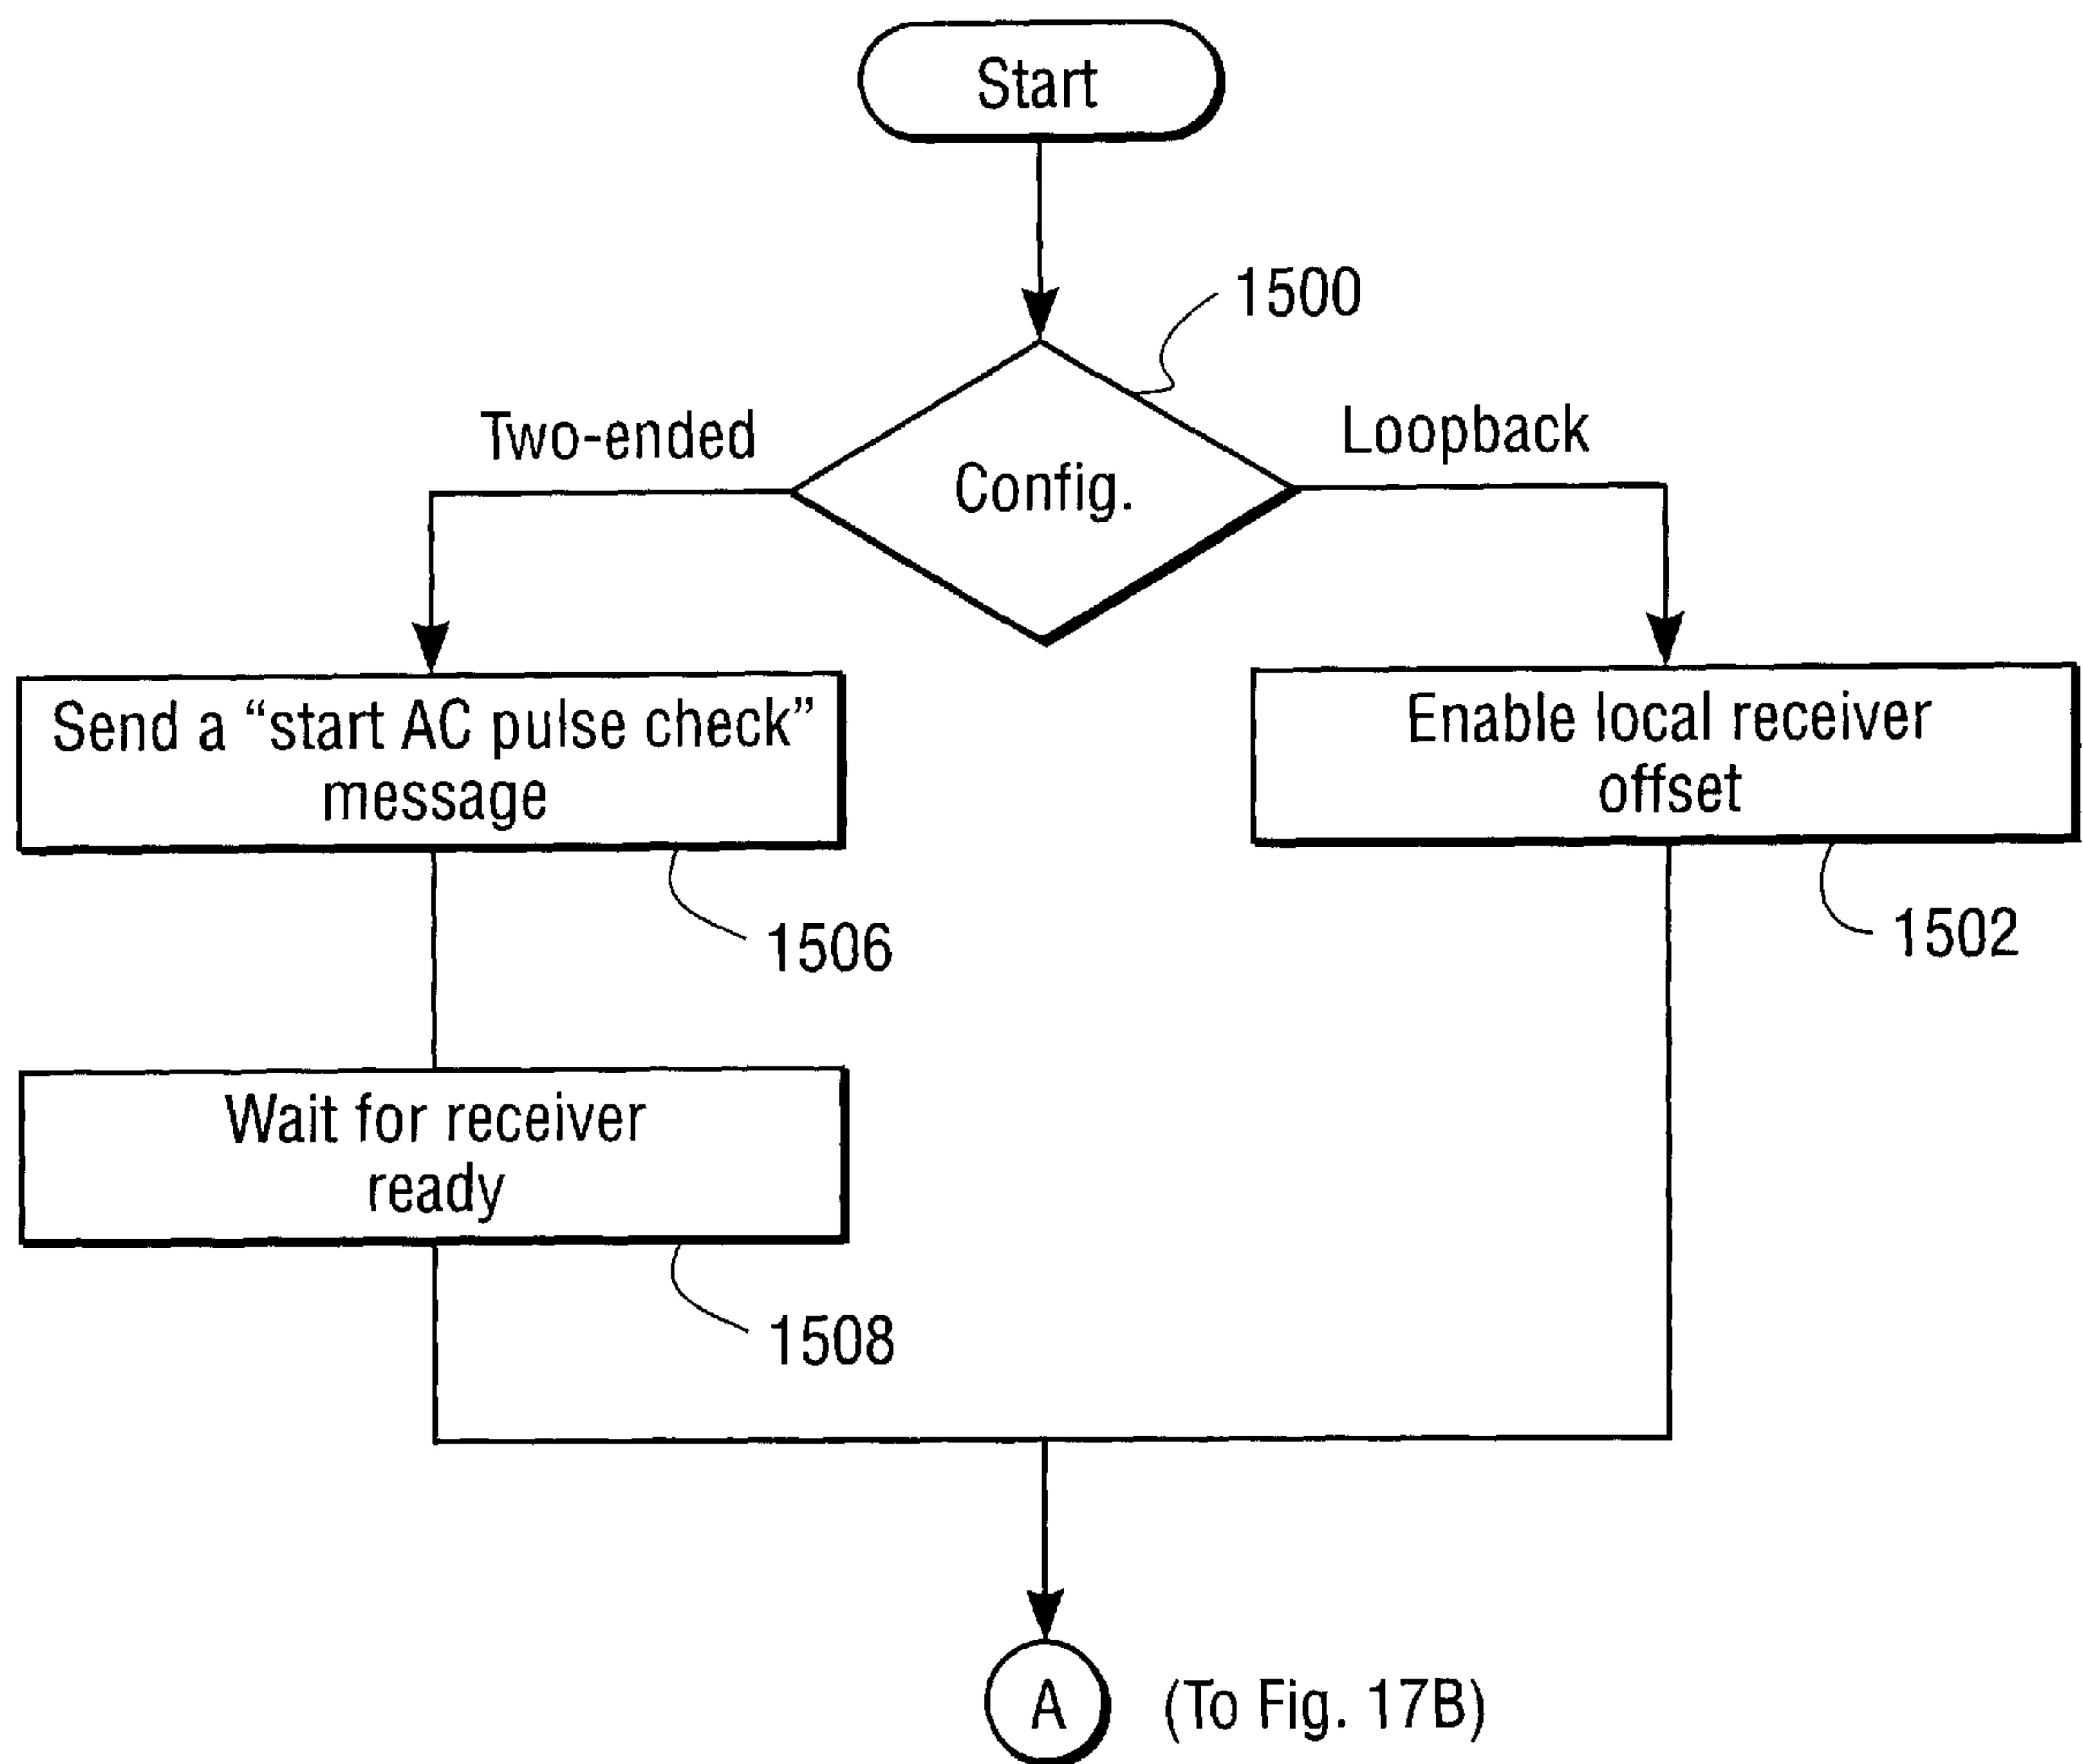 Start
1500
Two-ended
Loopback
Config.
Send a “start AC pulse check”
message
Enable local receiver
offset
1506
1502
Wait for receiver
ready
1508
A
(To Fig. 17B)